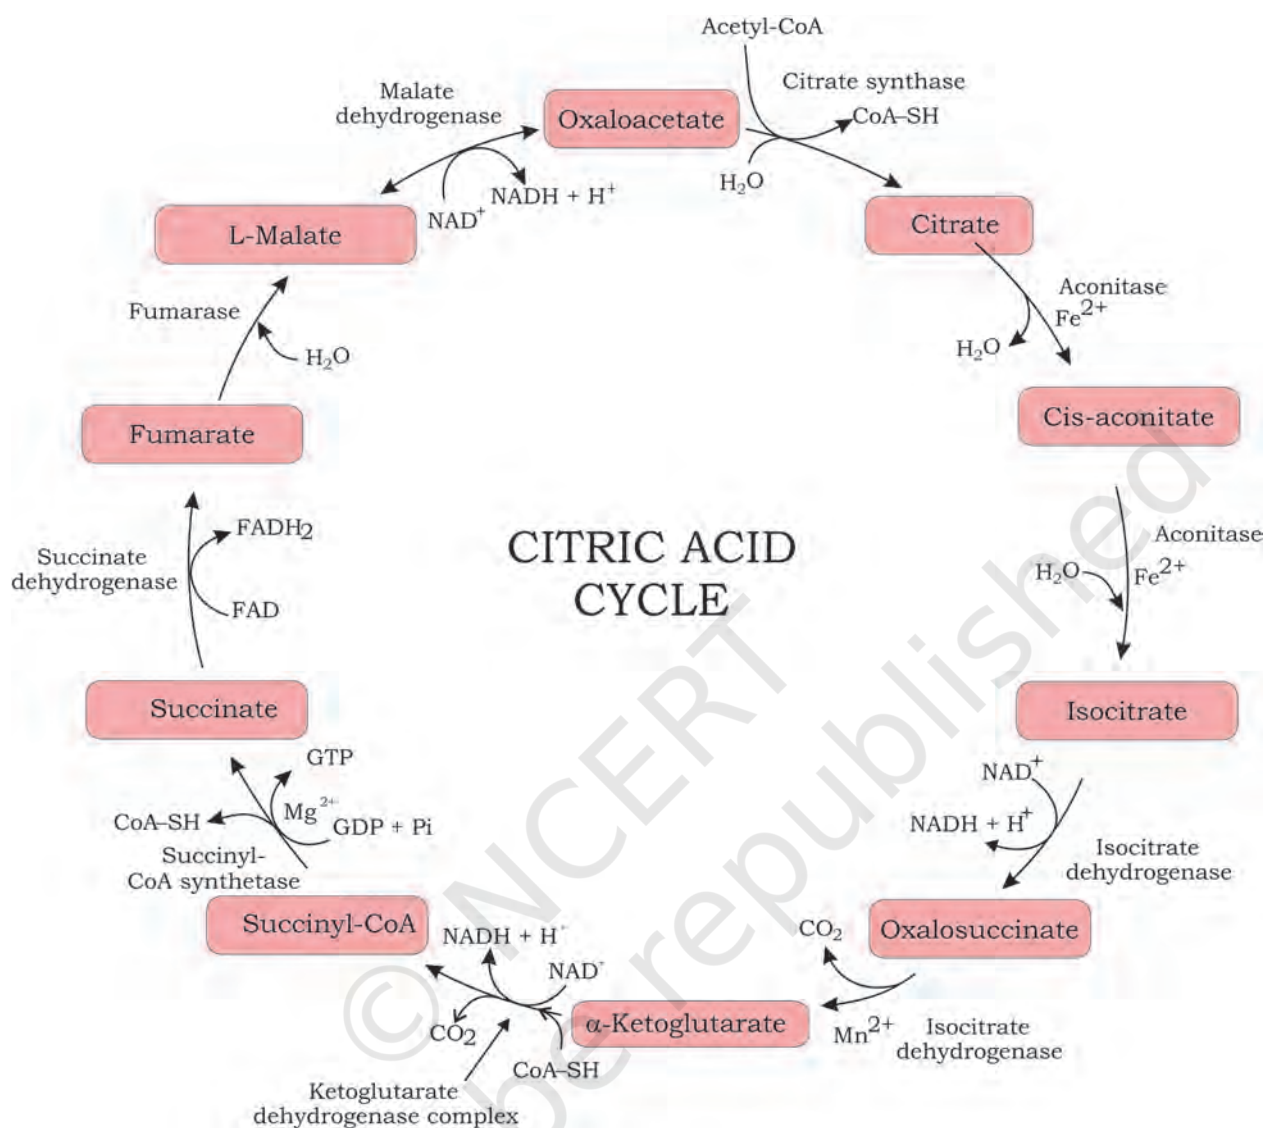 Acetyl-CoA
Citrate synthase
CoA–SH
H₂O
Oxaloacetate
Malate
dehydrogenase
NAD⁺
NADH + H⁺
L-Malate
Citrate
Aconitase
Fe²⁺
H₂O
Fumarase
H₂O
Fumarate
Cis-aconitate
CITRIC ACID
CYCLE
Aconitase
Fe²⁺
H₂O
Succinate
dehydrogenase
FADH2
FAD
Succinate
Isocitrate
NAD⁺
NADH + H⁺
Isocitrate
dehydrogenase
GTP
Mg²⁺
GDP + Pi
CoA–SH
Succinyl-
CoA synthetase
Succinyl-CoA
Oxalosuccinate
CO₂
NADH + H⁺
NAD⁺
α-Ketoglutarate
Mn²⁺
Isocitrate
dehydrogenase
CO2
CoA–SH
Ketoglutarate
dehydrogenase complex
© NCERT
be republished